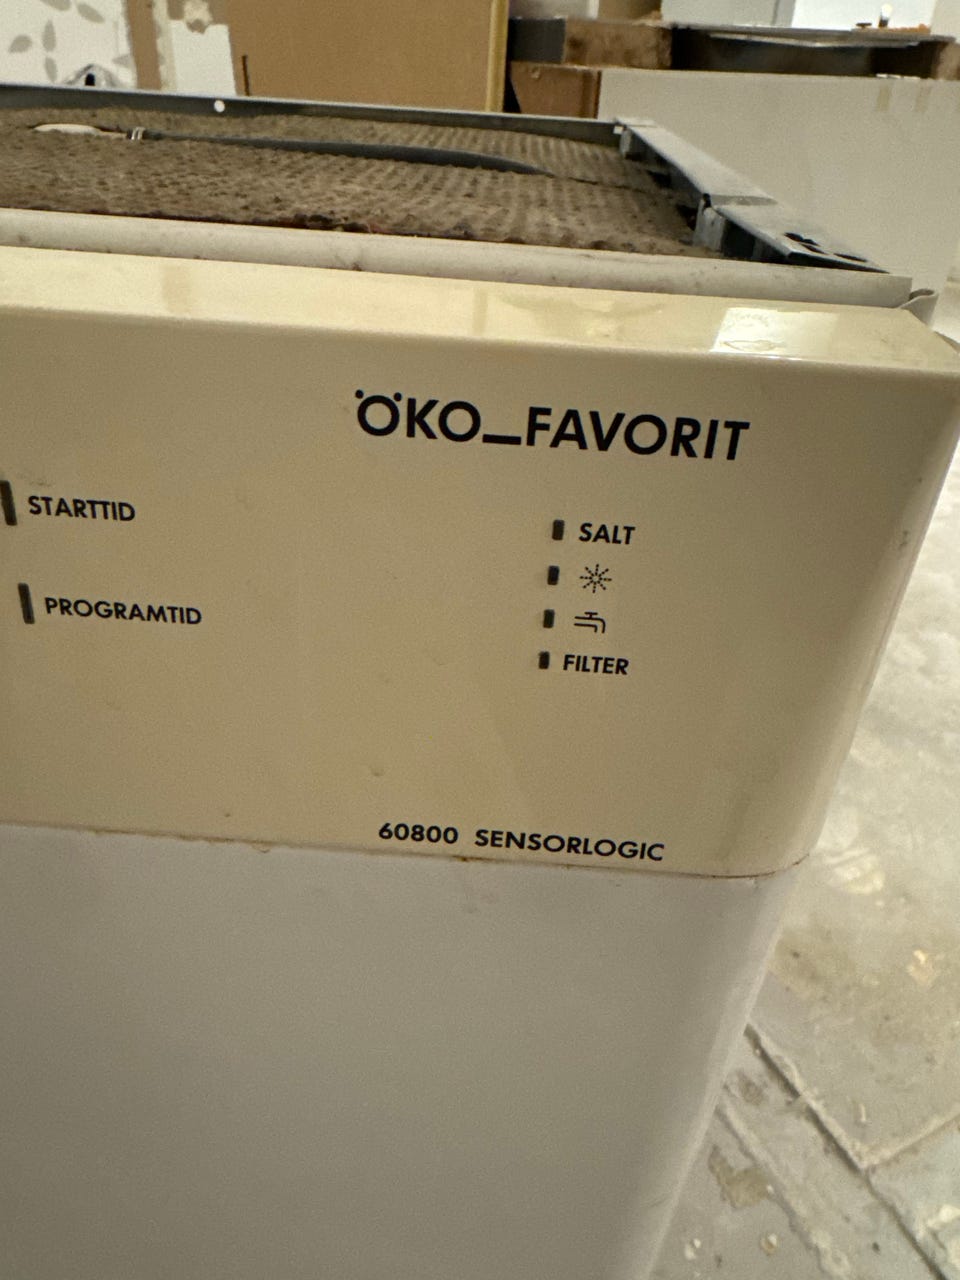 ÖKO_FAVORIT
STARTTID
SALT
PROGRAMTID
FILTER
60800 SENSORLOGIC